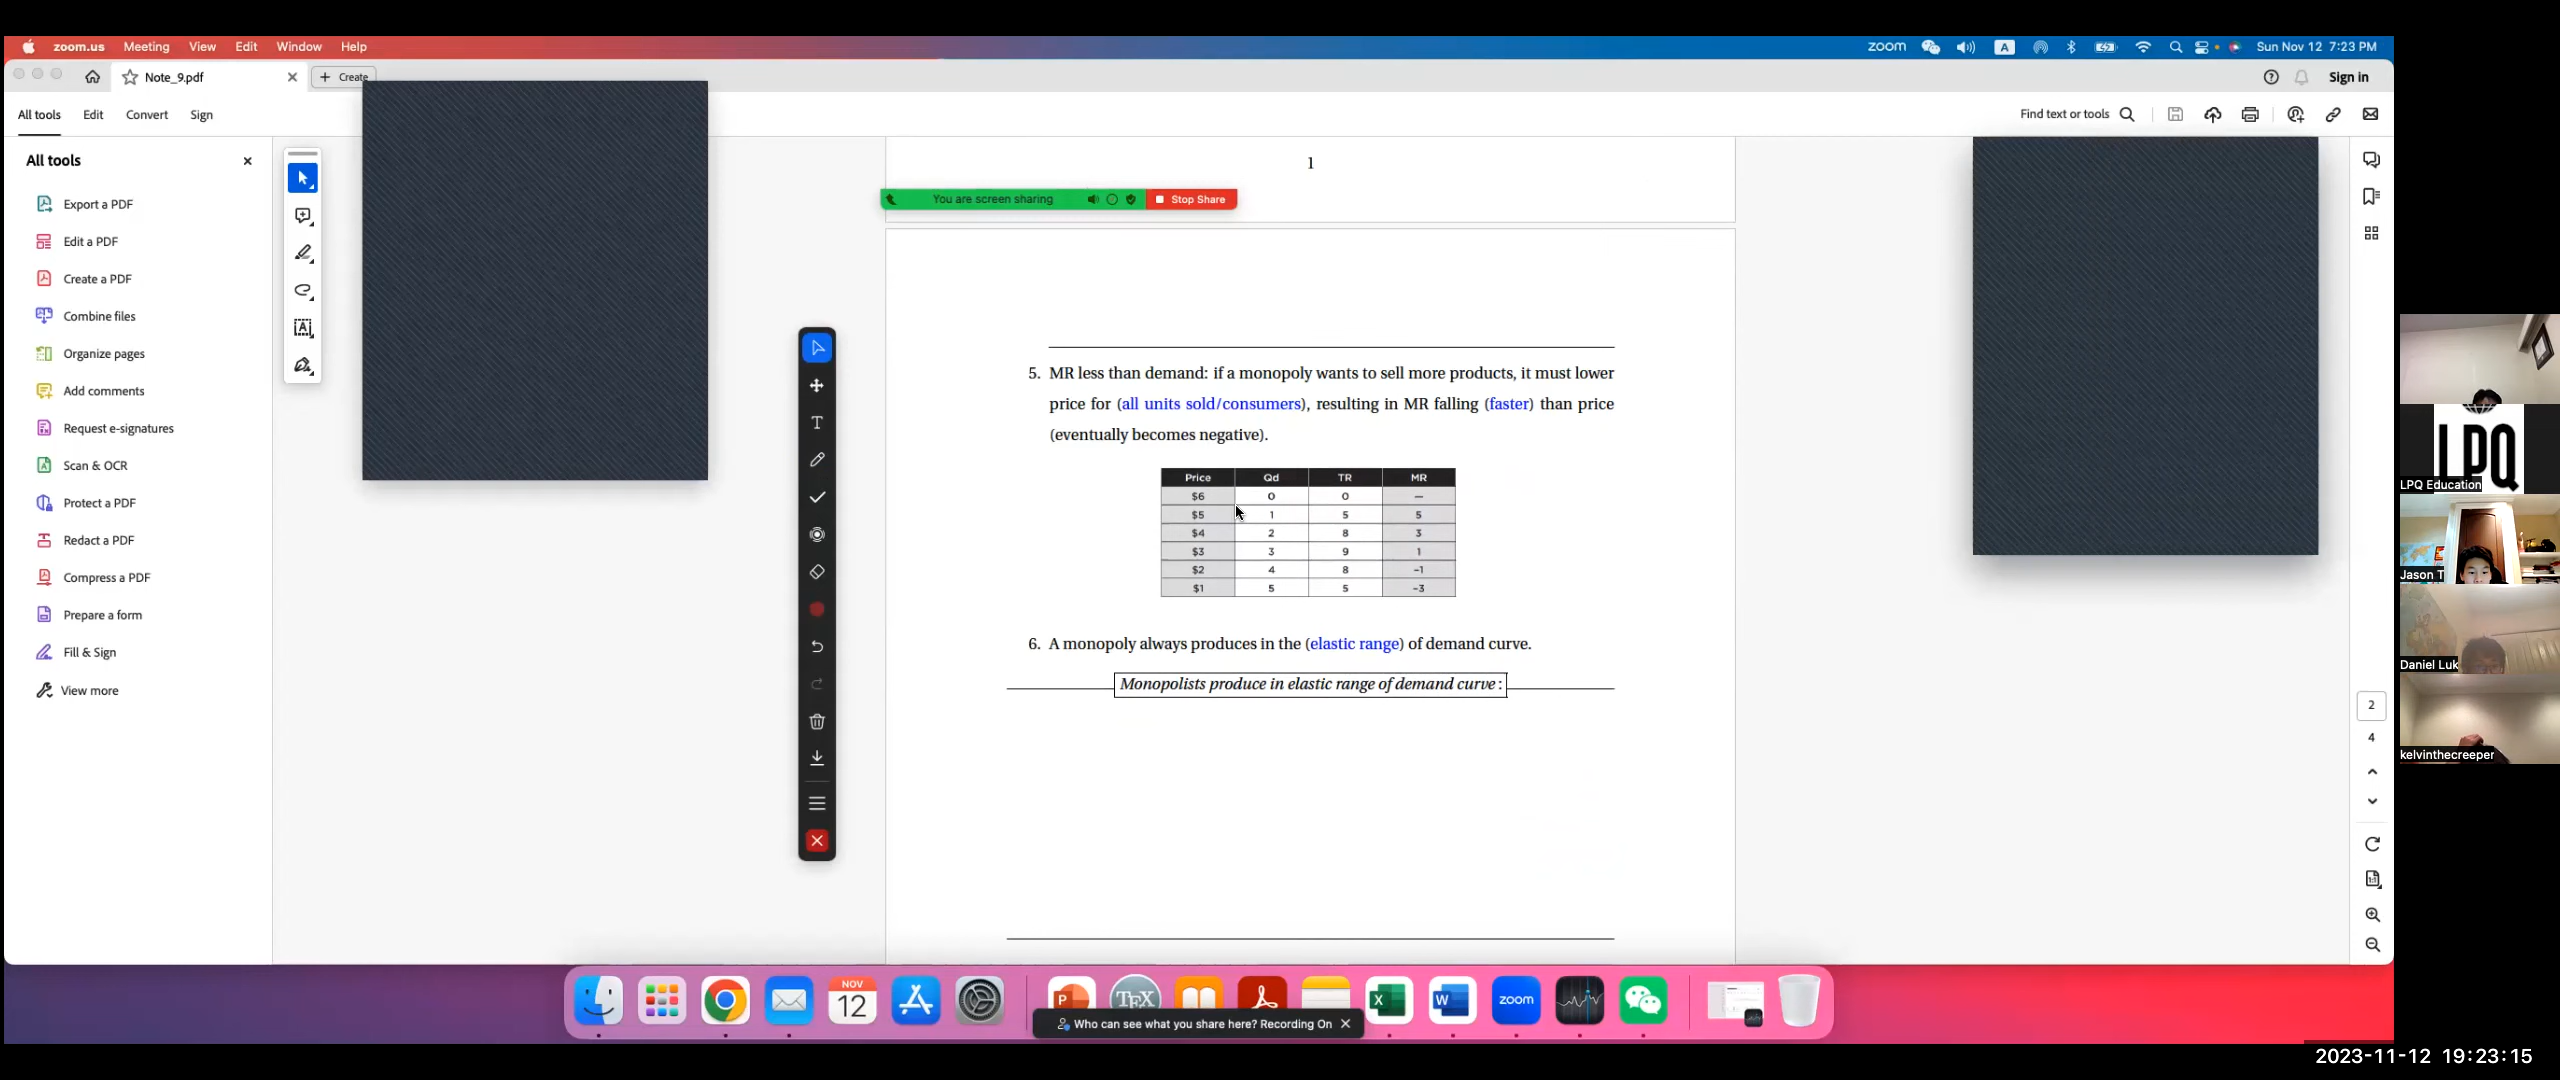 zoom.us Meeting View Edit Window Help
zoom A Sun Nov 12 7:23 PM
Note_9.pdf
+ Create
Sign in
All tools Edit Convert Sign
Find text or tools
All tools
Export a PDF
Edit a PDF
Create a PDF
Combine files
Organize pages
Add comments
Request e-signatures
Scan & OCR
Protect a PDF
Redact a PDF
Compress a PDF
Prepare a form
Fill & Sign
View more
1
You are screen sharing Stop Share
5. MR less than demand: if a monopoly wants to sell more products, it must lower
price for (all units sold/consumers), resulting in MR falling (faster) than price
(eventually becomes negative).
Price Qd TR MR
$6 0 0 —
$5 1 5 5
$4 2 8 3
$3 3 9 1
$2 4 8 -1
$1 5 5 -3
6. A monopoly always produces in the (elastic range) of demand curve.
Monopolists produce in elastic range of demand curve :
2
4
LPQ
LPQ Education
Jason T
Daniel Luk
kelvinthecreeper
NOV
12
P TEX X W zoom
Who can see what you share here? Recording On
2023-11-12 19:23:15